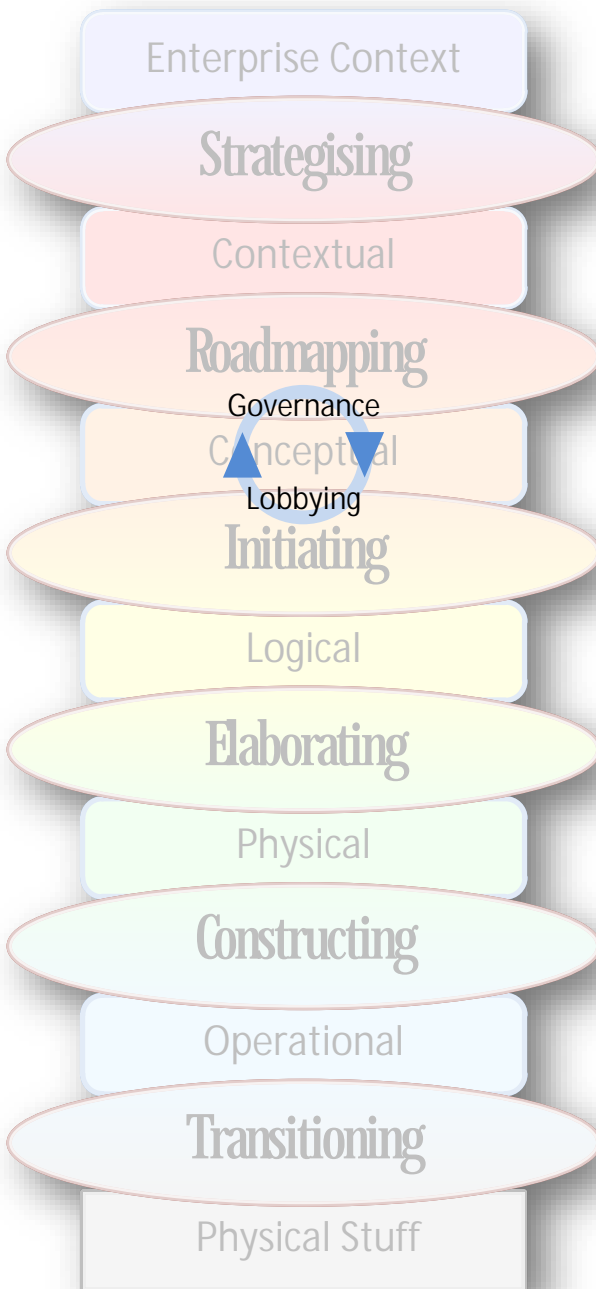 Enterprise Context
Strategising
Contextual
Roadmapping
Governance
Conceptual
Lobbying
Initiating
Logical
Elaborating
Physical
Constructing
Operational
Transitioning
Physical Stuff